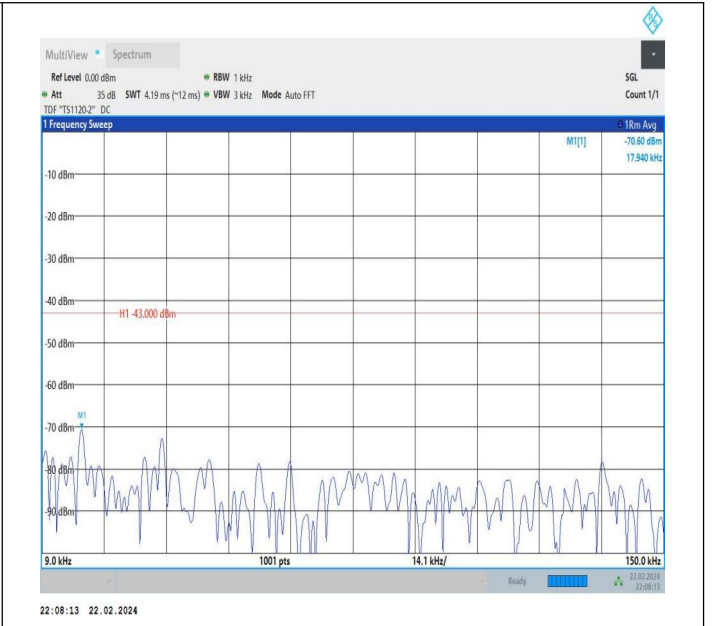 MultiView Spectrum
Ref Level 0.00 dBm RBW 1 kHz SGL
Att 35 dB SWT 4.19 ms (~12 ms) VBW 3 kHz Mode Auto FFT Count 1/1
TDF "TS1120-2" DC
1 Frequency Sweep 1Rm Avg
M1[1] -70.60 dBm
17.940 kHz
-10 dBm
-20 dBm
-30 dBm
-40 dBm
H1 -43.000 dBm
-50 dBm
-60 dBm
M1
-70 dBm
-80 dBm
-90 dBm
9.0 kHz 1001 pts 14.1 kHz/ 150.0 kHz
Ready 22.02.2024
22:08:13
22:08:13 22.02.2024